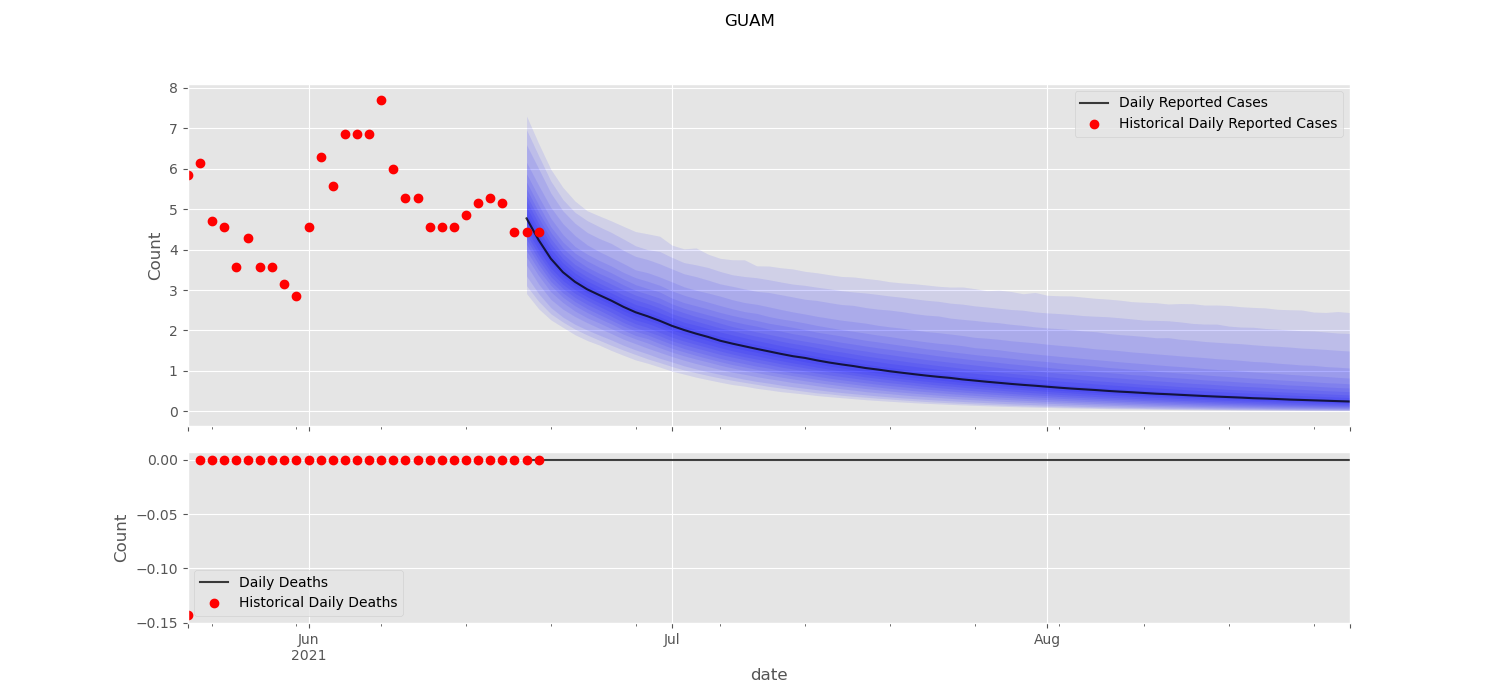 GUAM
8
7
6
5
4
3
2
1
0
Count
Daily Reported Cases
Historical Daily Reported Cases
0.00
−0.05
−0.10
−0.15
Count
Daily Deaths
Historical Daily Deaths
Jun
2021
Jul
Aug
date